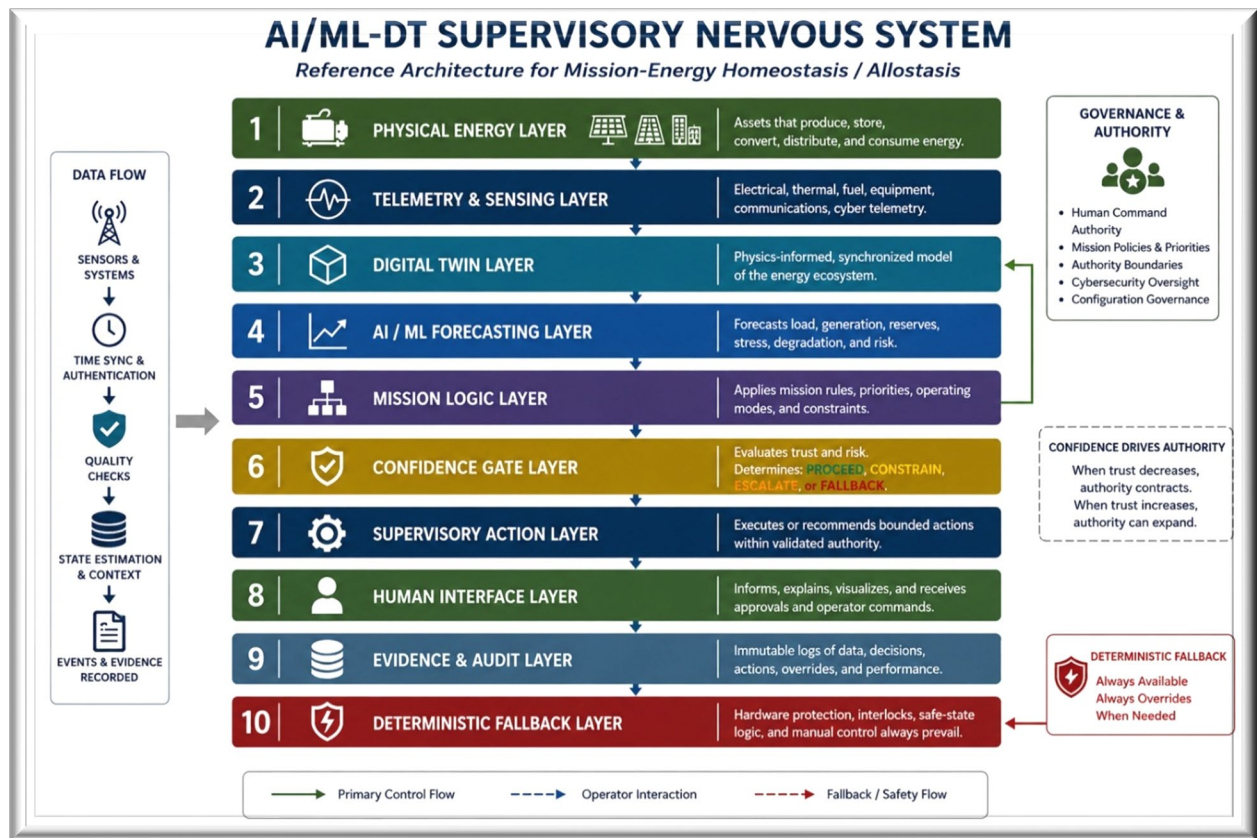 AI/ML-DT SUPERVISORY NERVOUS SYSTEM
Reference Architecture for Mission-Energy Homeostasis / Allostasis
DATA FLOW
SENSORS &
SYSTEMS
TIME SYNC &
AUTHENTICATION
QUALITY
CHECKS
STATE ESTIMATION
& CONTEXT
EVENTS & EVIDENCE
RECORDED
1
PHYSICAL ENERGY LAYER
Assets that produce, store,
convert, distribute, and consume energy.
2
TELEMETRY & SENSING LAYER
Electrical, thermal, fuel, equipment,
communications, cyber telemetry.
3
DIGITAL TWIN LAYER
Physics-informed, synchronized model
of the energy ecosystem.
4
AI / ML FORECASTING LAYER
Forecasts load, generation, reserves,
stress, degradation, and risk.
5
MISSION LOGIC LAYER
Applies mission rules, priorities, operating
modes, and constraints.
6
CONFIDENCE GATE LAYER
Evaluates trust and risk.
Determines: PROCEED, CONSTRAIN,
ESCALATE, or FALLBACK.
7
SUPERVISORY ACTION LAYER
Executes or recommends bounded actions
within validated authority.
8
HUMAN INTERFACE LAYER
Informs, explains, visualizes, and receives
approvals and operator commands.
9
EVIDENCE & AUDIT LAYER
Immutable logs of data, decisions,
actions, overrides, and performance.
10
DETERMINISTIC FALLBACK LAYER
Hardware protection, interlocks, safe-state
logic, and manual control always prevail.
GOVERNANCE &
AUTHORITY
• Human Command
Authority
• Mission Policies & Priorities
• Authority Boundaries
• Cybersecurity Oversight
• Configuration Governance
CONFIDENCE DRIVES AUTHORITY
When trust decreases,
authority contracts.
When trust increases,
authority can expand.
DETERMINISTIC FALLBACK
Always Available
Always Overrides
When Needed
Primary Control Flow
Operator Interaction
Fallback / Safety Flow